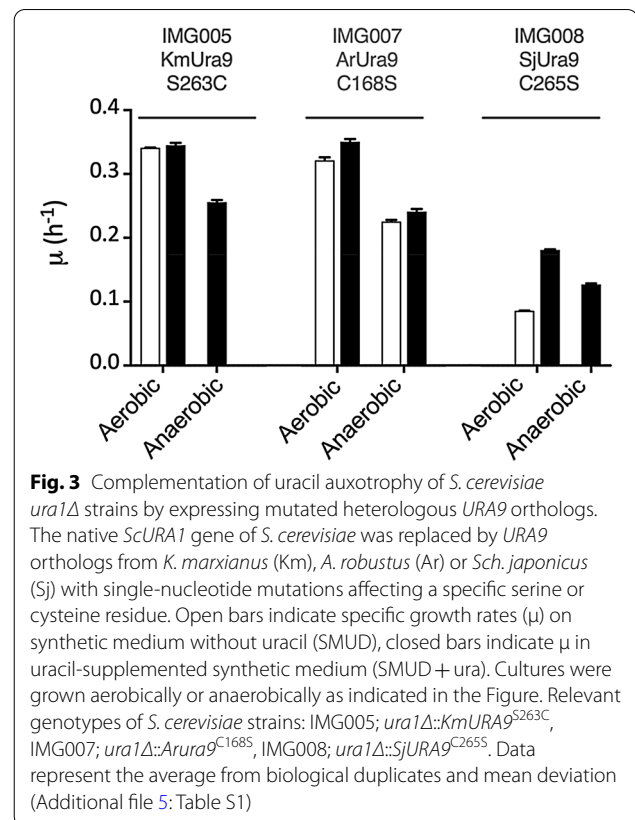 IMG005 IMG007 IMG008
KmUra9 ArUra9 SjUra9
S263C C168S C265S
0.4
0.3
0.2
0.1
0.0
μ (h-1)
Aerobic Anaerobic Aerobic Anaerobic Aerobic Anaerobic
Fig. 3 Complementation of uracil auxotrophy of S. cerevisiae
ura1Δ strains by expressing mutated heterologous URA9 orthologs.
The native ScURA1 gene of S. cerevisiae was replaced by URA9
orthologs from K. marxianus (Km), A. robustus (Ar) or Sch. japonicus
(Sj) with single-nucleotide mutations affecting a specific serine or
cysteine residue. Open bars indicate specific growth rates (μ) on
synthetic medium without uracil (SMUD), closed bars indicate μ in
uracil-supplemented synthetic medium (SMUD + ura). Cultures were
grown aerobically or anaerobically as indicated in the Figure. Relevant
genotypes of S. cerevisiae strains: IMG005; ura1Δ::KmURA9S263C,
IMG007; ura1Δ::Arura9C168S, IMG008; ura1Δ::SjURA9C265S. Data
represent the average from biological duplicates and mean deviation
(Additional file 5: Table S1)